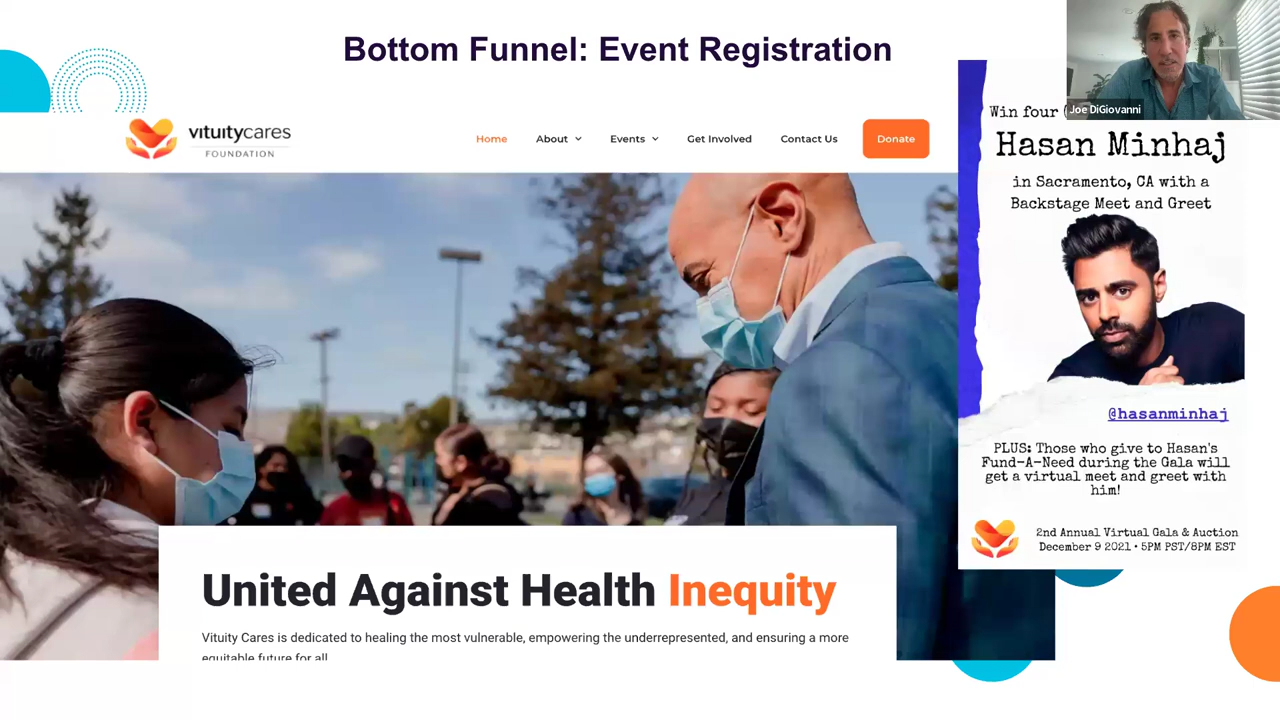 Bottom Funnel: Event Registration
Joe DiGiovanni
vituitycares
FOUNDATION
Home
About
Events
Get Involved
Contact Us
Donate
United Against Health Inequity
Vituity Cares is dedicated to healing the most vulnerable, empowering the underrepresented, and ensuring a more
equitable future for all
Win four
Hasan Minhaj
in Sacramento, CA with a
Backstage Meet and Greet
@hasanminhaj
PLUS: Those who give to Hasan's
Fund-A-Need during the Gala will
get a virtual meet and greet with
him!
2nd Annual Virtual Gala & Auction
December 9 2021 • 5PM PST/8PM EST